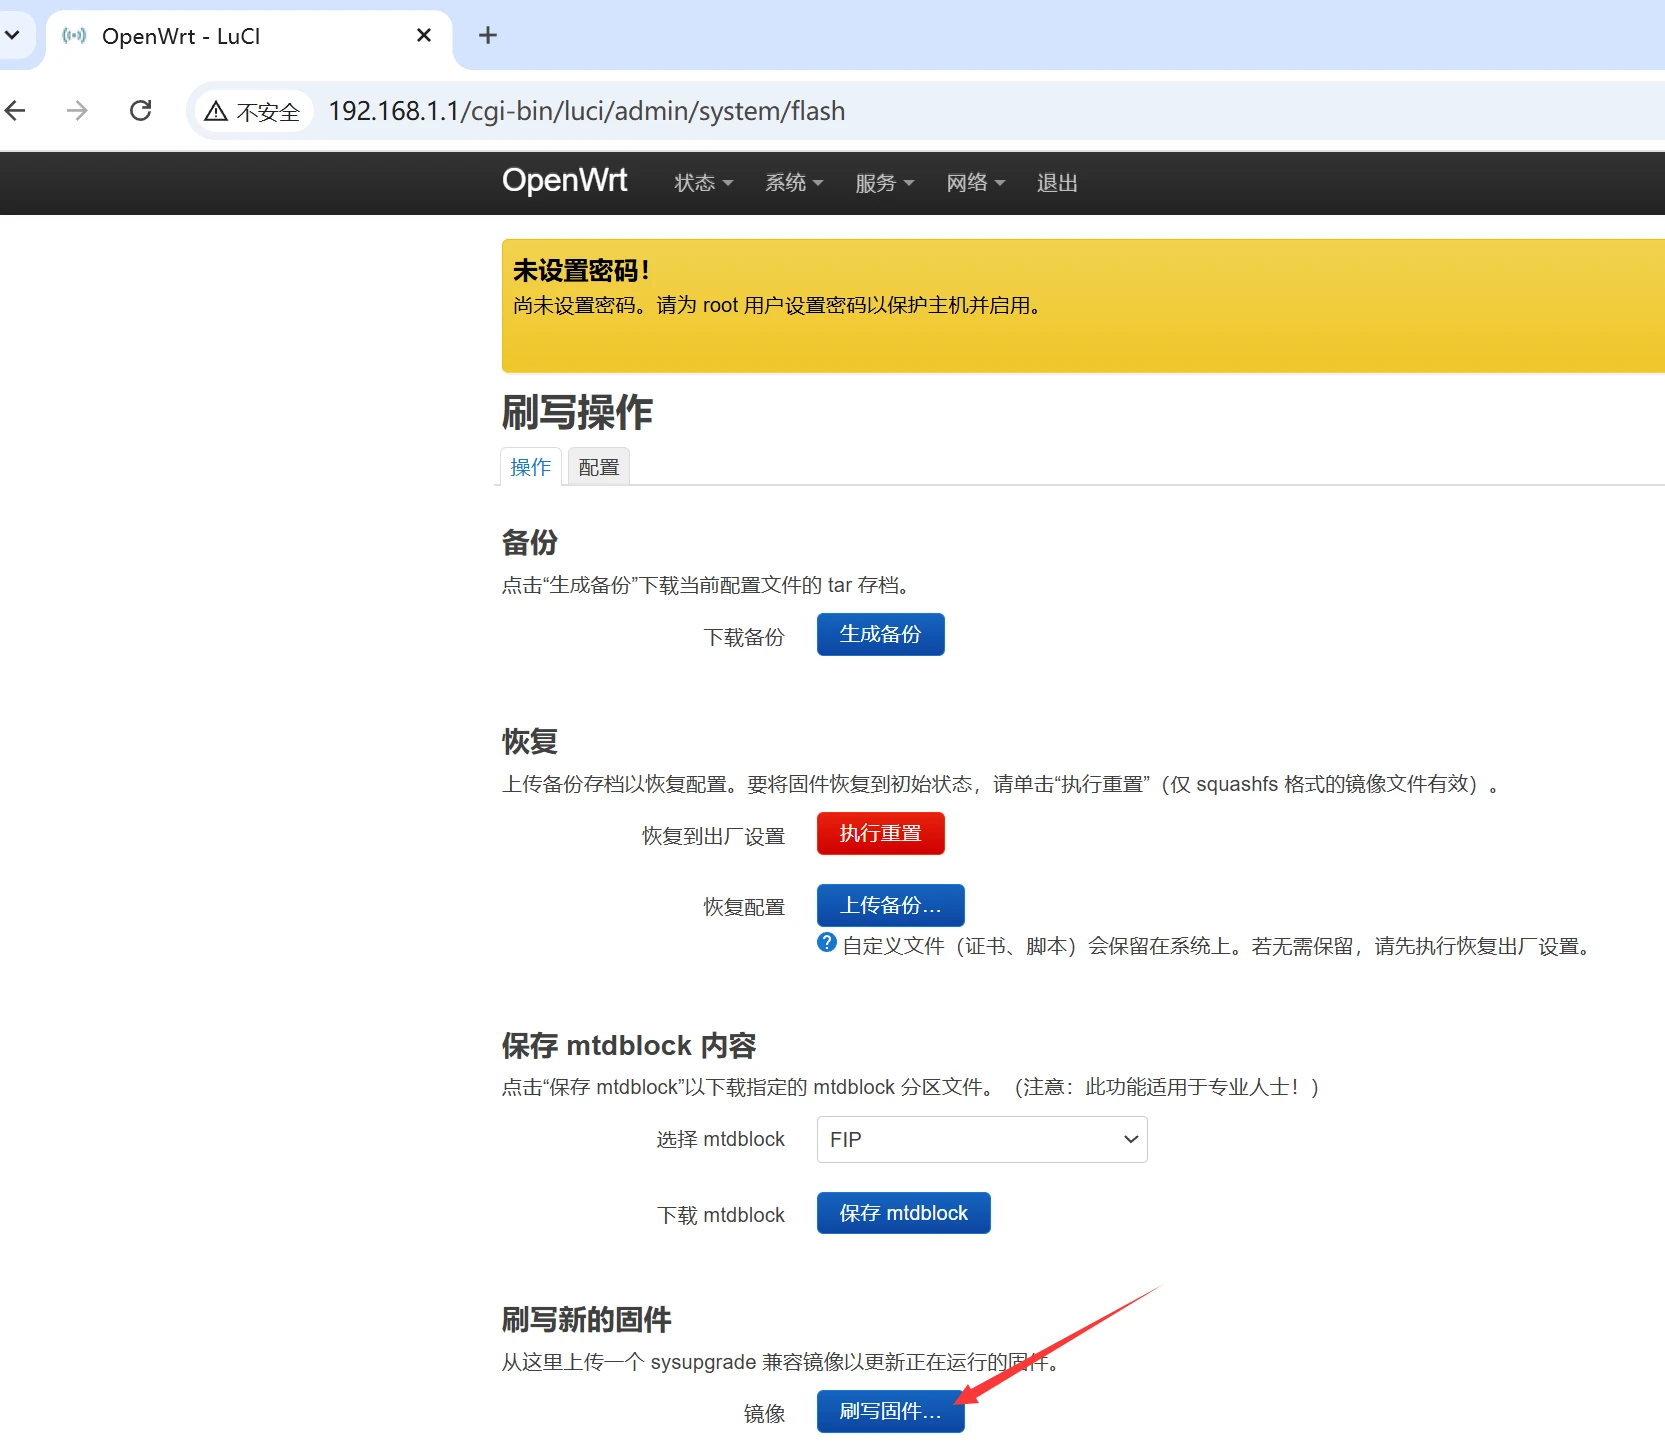 OpenWrt - LuCI
不安全 192.168.1.1/cgi-bin/luci/admin/system/flash
OpenWrt 状态 系统 服务 网络 退出
未设置密码！
尚未设置密码。请为 root 用户设置密码以保护主机并启用。
刷写操作
操作 配置
备份
点击“生成备份”下载当前配置文件的 tar 存档。
下载备份 生成备份
恢复
上传备份存档以恢复配置。要将固件恢复到初始状态，请单击“执行重置”（仅 squashfs 格式的镜像文件有效）。
恢复到出厂设置 执行重置
恢复配置 上传备份...
自定义文件（证书、脚本）会保留在系统上。若无需保留，请先执行恢复出厂设置。
保存 mtdblock 内容
点击“保存 mtdblock”以下载指定的 mtdblock 分区文件。（注意：此功能适用于专业人士！）
选择 mtdblock FIP
下载 mtdblock 保存 mtdblock
刷写新的固件
从这里上传一个 sysupgrade 兼容镜像以更新正在运行的固件。
镜像 刷写固件...